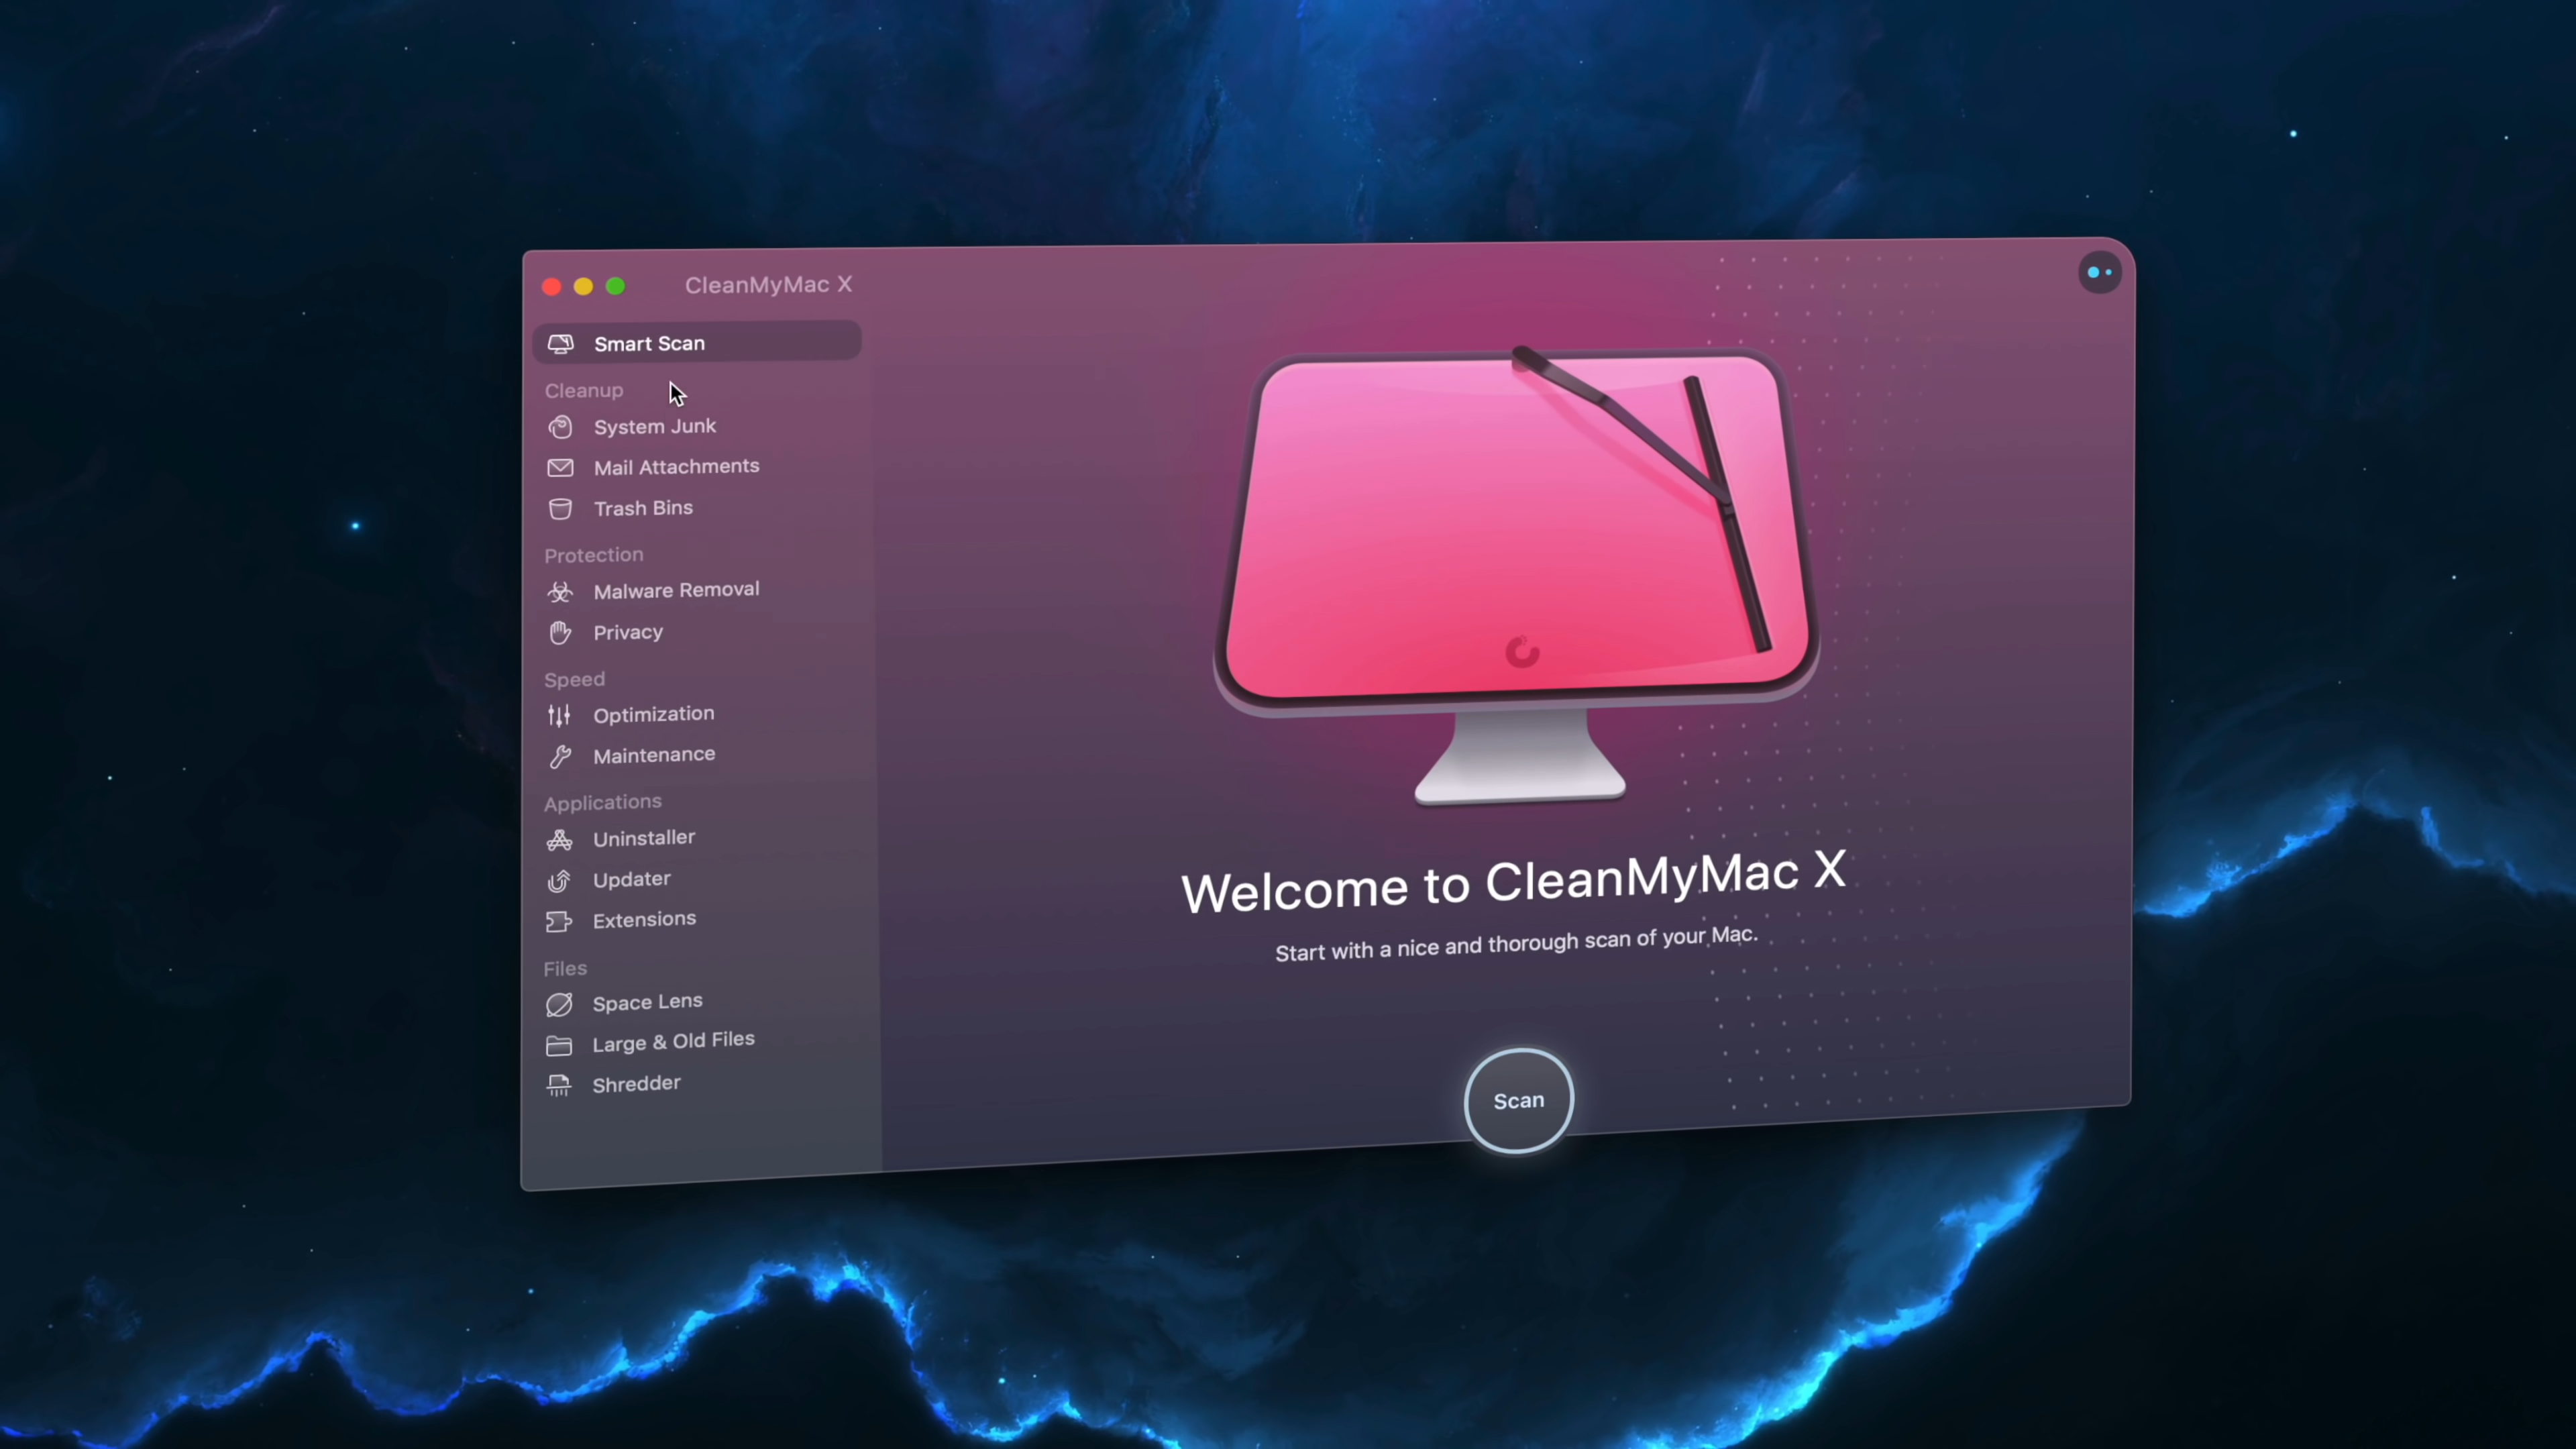 CleanMyMac X
Smart Scan
Cleanup
System Junk
Mail Attachments
Trash Bins
Protection
Malware Removal
Privacy
Speed
Optimization
Maintenance
Applications
Uninstaller
Updater
Extensions
Files
Space Lens
Large & Old Files
Shredder
Welcome to CleanMyMac X
Start with a nice and thorough scan of your Mac.
Scan